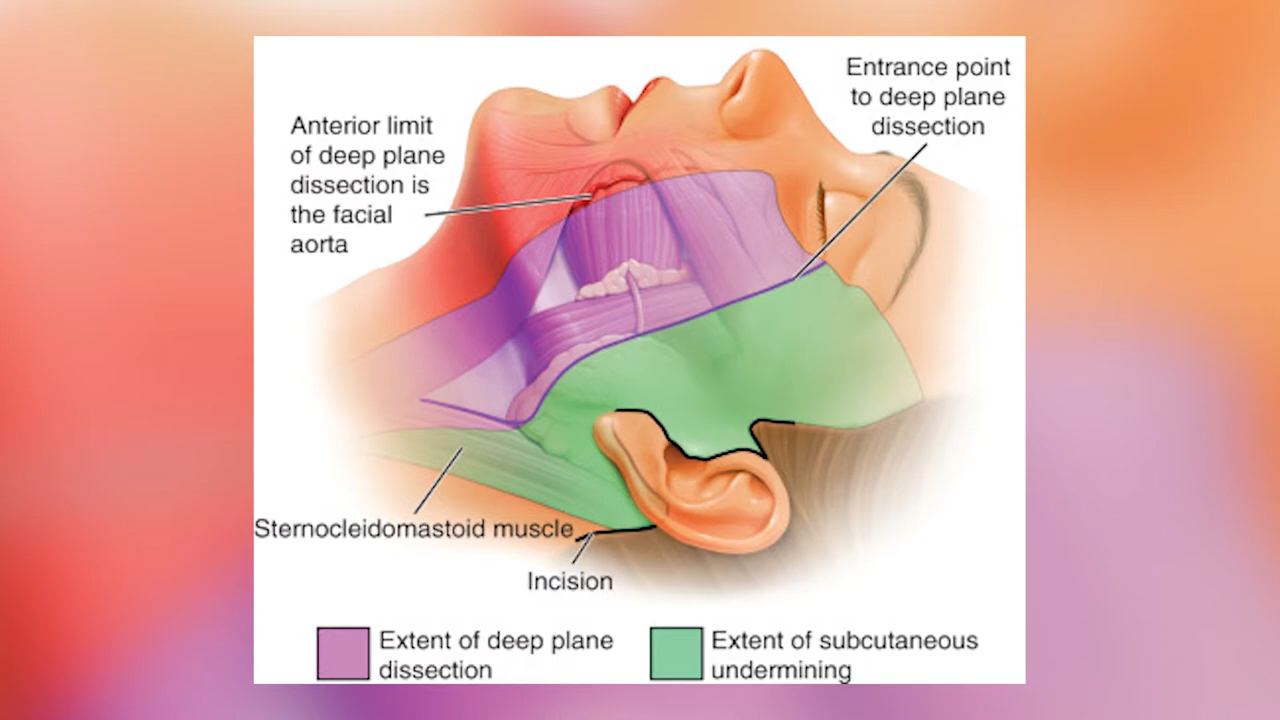 Entrance point
to deep plane
dissection
Anterior limit
of deep plane
dissection is
the facial
aorta
Sternocleidomastoid muscle
Incision
Extent of deep plane
dissection
Extent of subcutaneous
undermining